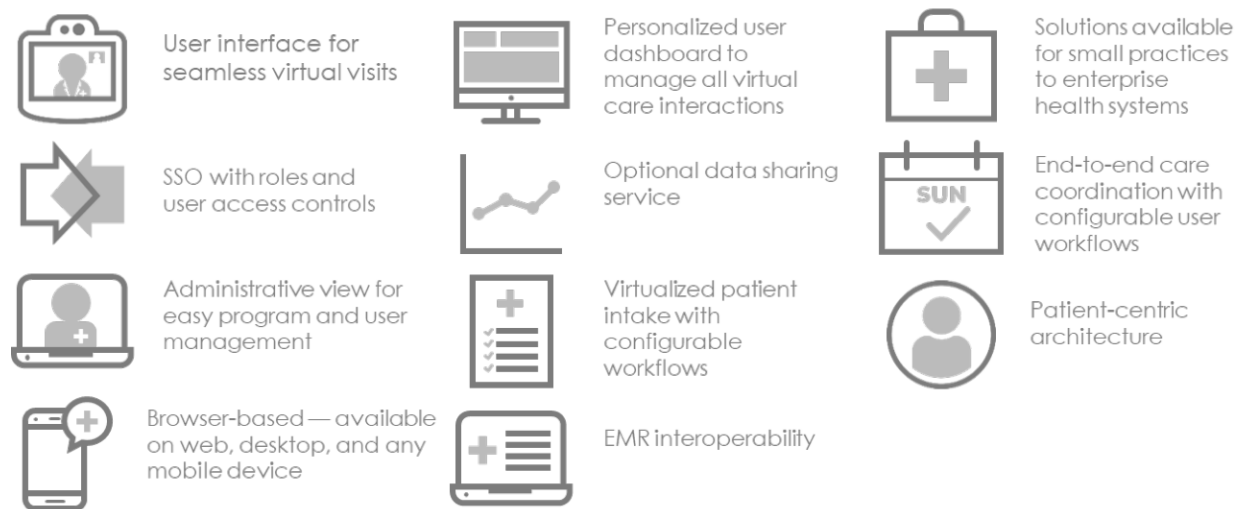 User interface for
seamless virtual visits
Personalized user
dashboard to
manage all virtual
care interactions
Solutions available
for small practices
to enterprise
health systems
SSO with roles and
user access controls
Optional data sharing
service
SUN
End-to-end care
coordination with
configurable user
workflows
Administrative view for
easy program and user
management
Virtualized patient
intake with
configurable
workflows
Patient-centric
architecture
Browser-based — available
on web, desktop, and any
mobile device
EMR interoperability